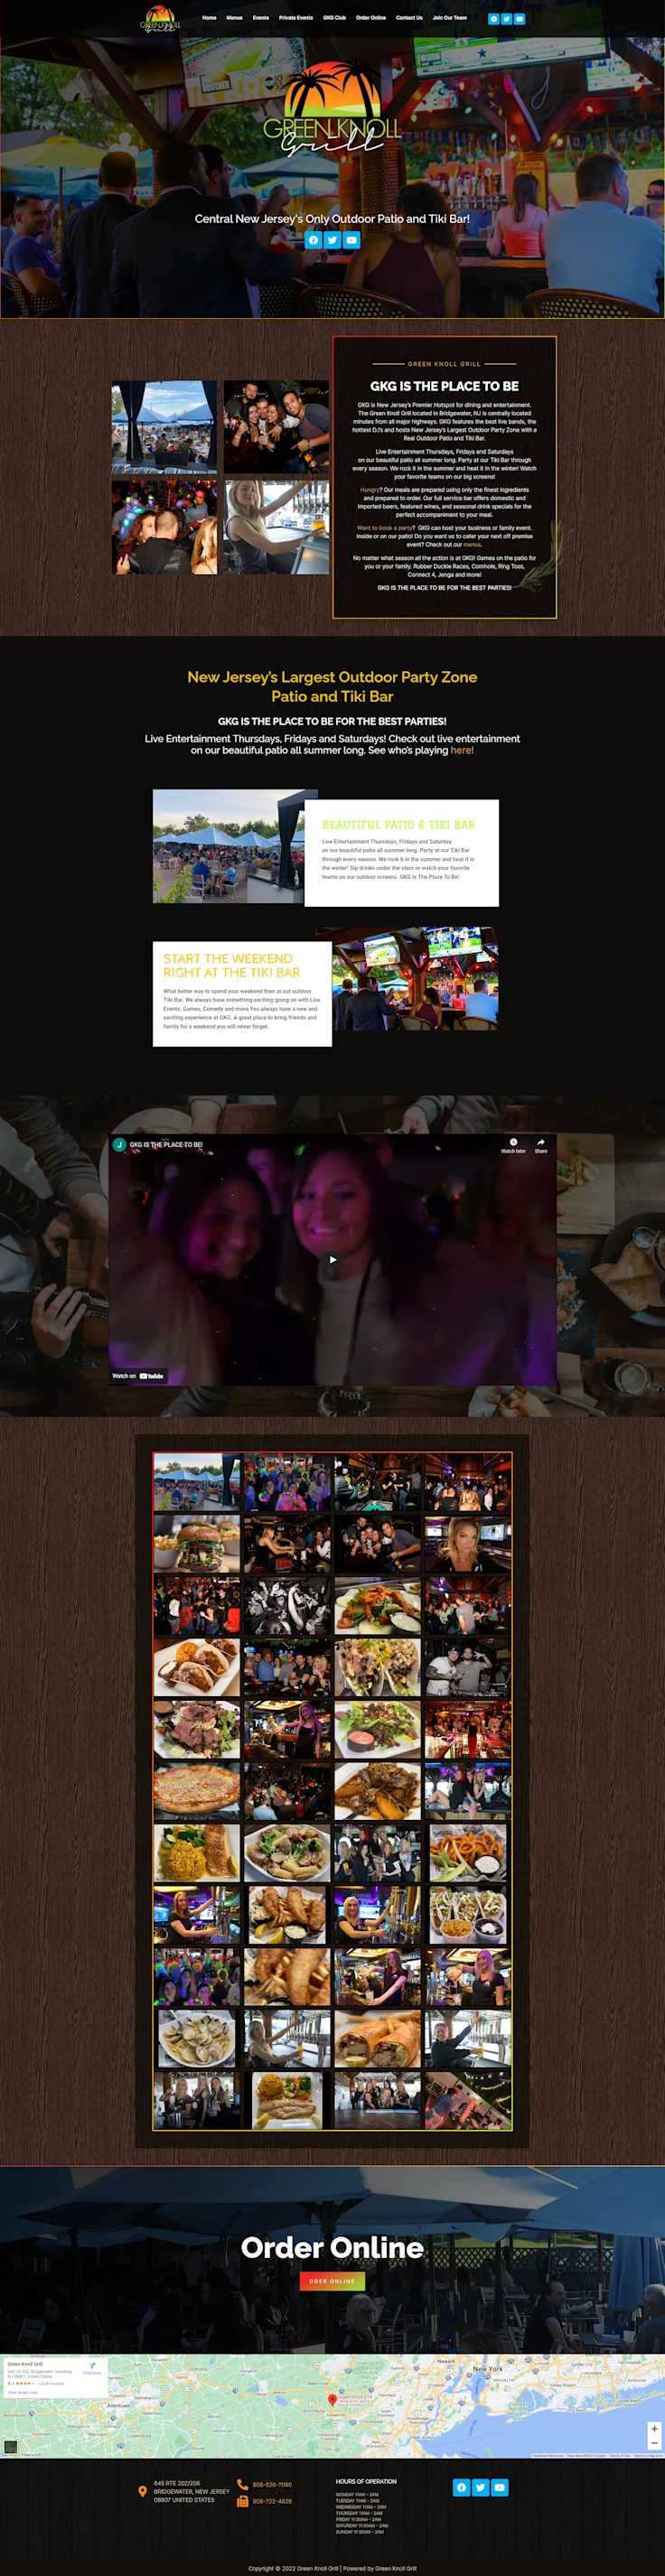 GREEN KNOLL
Grill
Home Menus Events Private Events GKG Club Order Online Contact Us Join Our Team
GREEN KNOLL
Grill
Central New Jersey's Only Outdoor Patio and Tiki Bar!
GREEN KNOLL GRILL
GKG IS THE PLACE TO BE
GKG is New Jersey's Premier Hotspot for dining and entertainment.
The Green Knoll Grill located in Bridgewater, NJ is centrally located
minutes from all major highways. GKG features the best live bands, the
hottest DJ's and hosts New Jersey's Largest Outdoor Party Zone with a
Real Outdoor Patio and Tiki Bar.
Live Entertainment Thursdays, Fridays and Saturdays
on our beautiful patio all summer long. Party at our Tiki Bar through
every season. We rock it in the summer and heat it in the winter! Watch
your favorite teams on our big screens!
Hungry? Our meals are prepared using only the finest ingredients
and prepared to order. Our full service bar offers domestic and
imported beers, featured wines, and seasonal drink specials for the
perfect accompaniment to your meal.
Want to book a party? GKG can host your business or family event.
Inside or on our patio! Do you want us to cater your next off premise
event? Check out our menus.
No matter what season all the action is at GKG! Games on the patio for
you or your family. Rubber Duckie Races, Cornhole, Ring Toss,
Connect 4, Jenga and more!
GKG IS THE PLACE TO BE FOR THE BEST PARTIES!
New Jersey's Largest Outdoor Party Zone
Patio and Tiki Bar
GKG IS THE PLACE TO BE FOR THE BEST PARTIES!
Live Entertainment Thursdays, Fridays and Saturdays! Check out live entertainment
on our beautiful patio all summer long. See who's playing here!
BEAUTIFUL PATIO & TIKI BAR
Live Entertainment Thursdays, Fridays and Saturday
on our beautiful patio all summer long. Party at our Tiki Bar
through every season. We rock it in the summer and heat it in
the winter! Sip drinks under the stars or watch your favorite
teams on our outdoor screens. GKG Is The Place To Be!
START THE WEEKEND
RIGHT AT THE TIKI BAR
What better way to spend your weekend then at out outdoor
Tiki Bar. We always have something exciting going on with Live
Events, Games, Comedy and more.You always have a new and
exciting experience at GKG. A great place to bring friends and
family for a weekend you will never forget.
J GKG IS THE PLACE TO BE!
Watch later Share
Watch on YouTube
Order Online
ODER ONLINE
Green Knoll Grill
Directions
4.1
View larger map
Newark
New York
BROOKLYN
Allentown
Green Knoll Grill
645 RTE 202/206
BRIDGEWATER, NEW JERSEY
08807 UNITED STATES
908-526-7090
908-722-4828
HOURS OF OPERATION
MONDAY 11AM – 2AM
TUESDAY 11AM – 2AM
WEDNESDAY 11AM – 2AM
THURSDAY 11AM – 2AM
FRIDAY 11:30AM – 2AM
SATURDAY 11:30AM – 2AM
SUNDAY 11:30AM – 2AM
Copyright © 2022 Green Knoll Grill | Powered by Green Knoll Grill